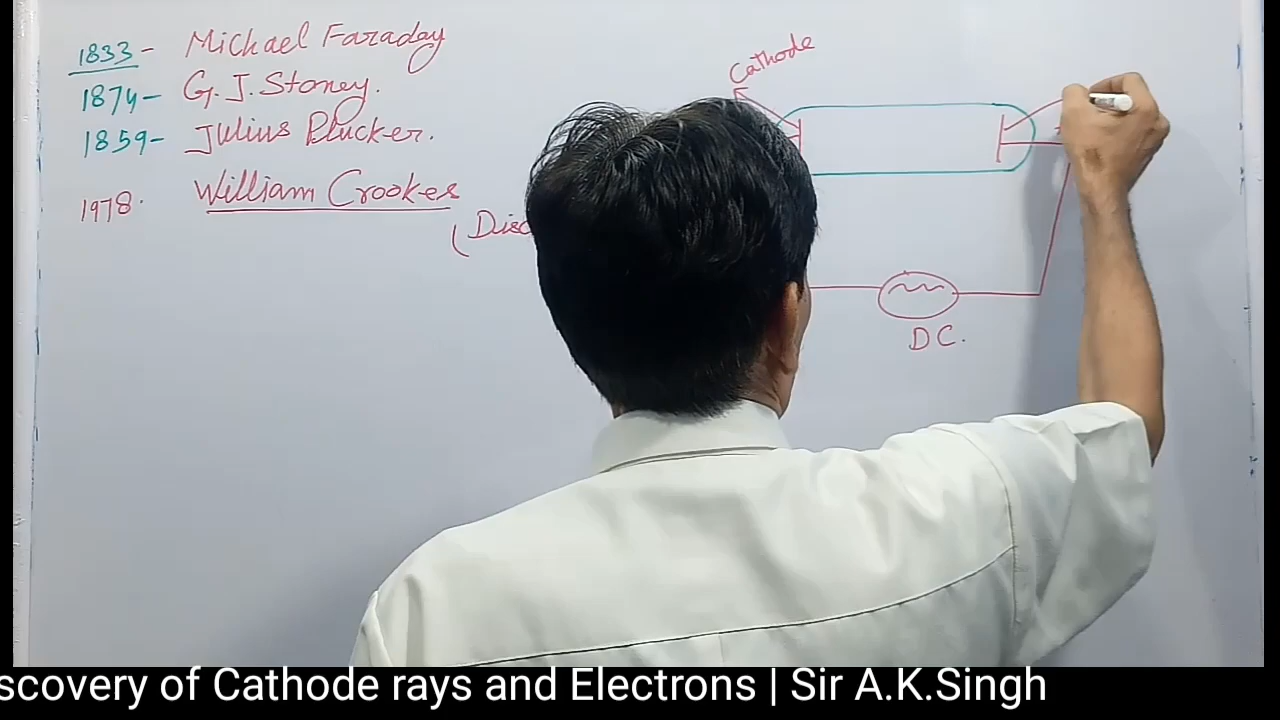 1833 - Michael Faraday
1874 - G. J. Stoney.
1859 - Julius Plucker.
1978. William Crookes
(Disc
Cathode
DC.
scovery of Cathode rays and Electrons | Sir A.K.Singh